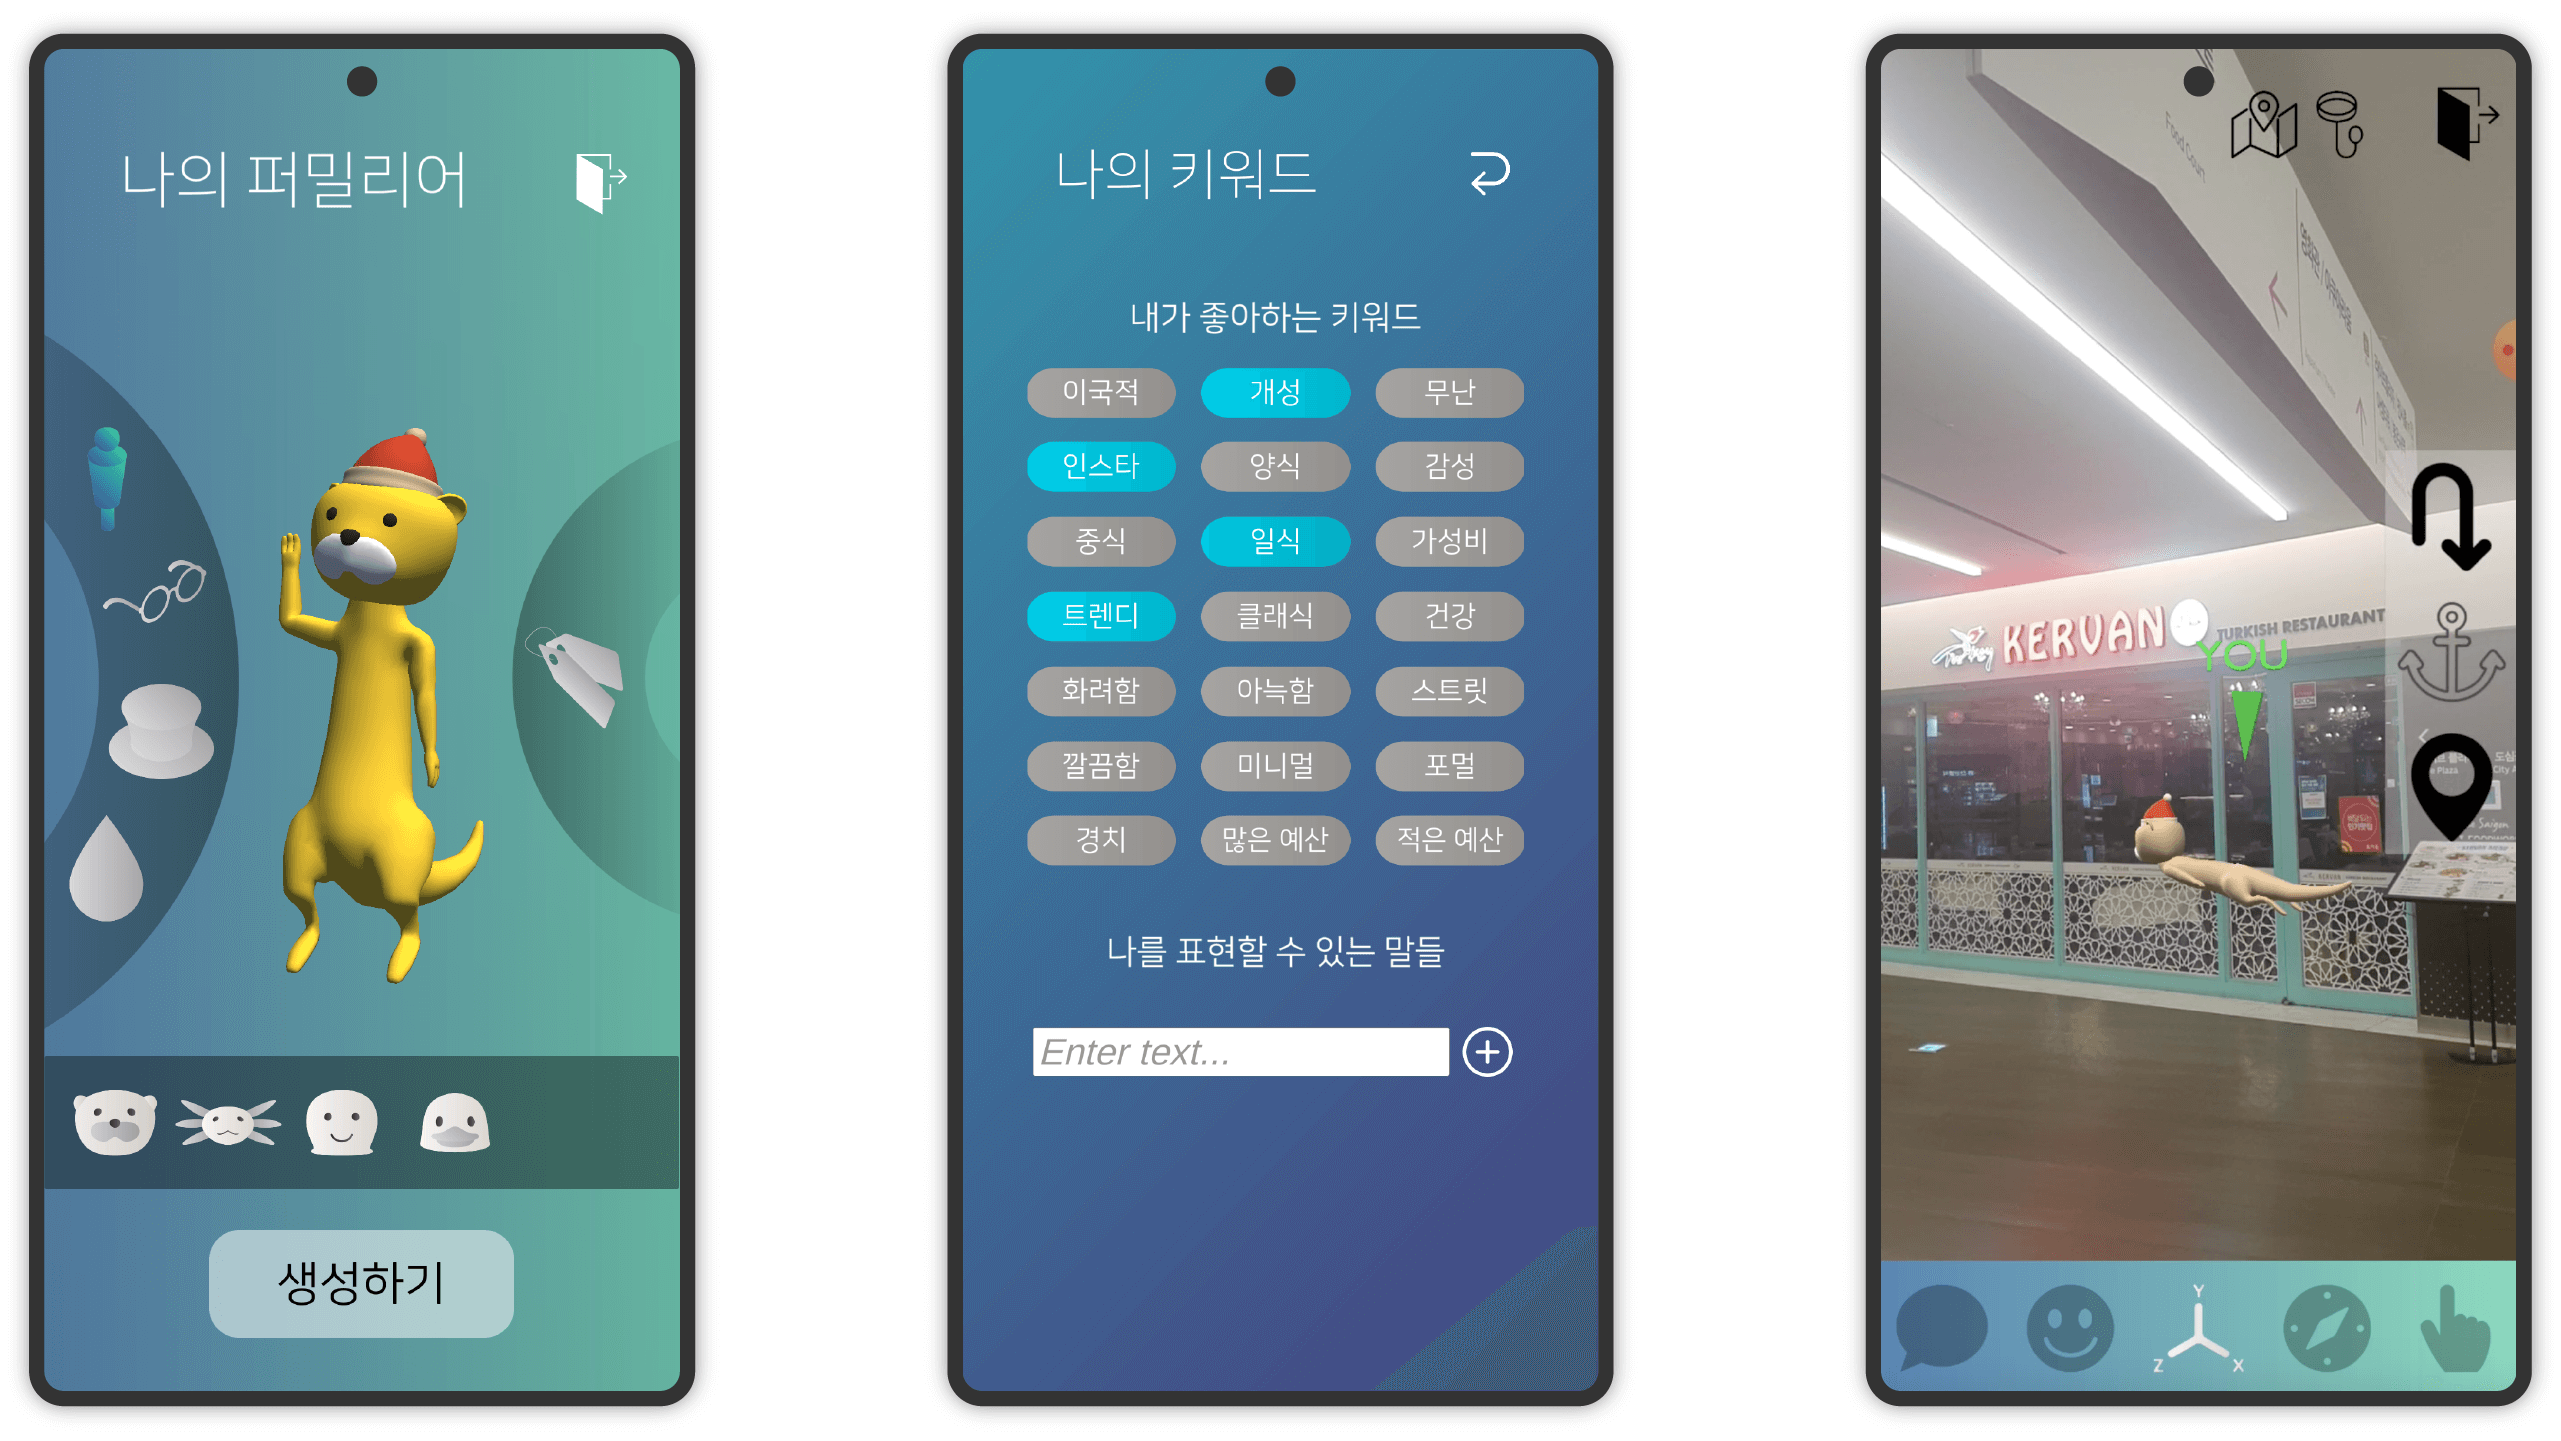 나의 퍼밀리어
생성하기
나의 키워드
내가 좋아하는 키워드
이국적 개성 무난
인스타 양식 감성
중식 일식 가성비
트렌디 클래식 건강
화려함 아늑함 스트릿
깔끔함 미니멀 포멀
경치 많은 예산 적은 예산
나를 표현할 수 있는 말들
Enter text...
Food Court
Turkey KERVAN TURKISH RESTAURANT
YOU
Saigon
Y
Z X